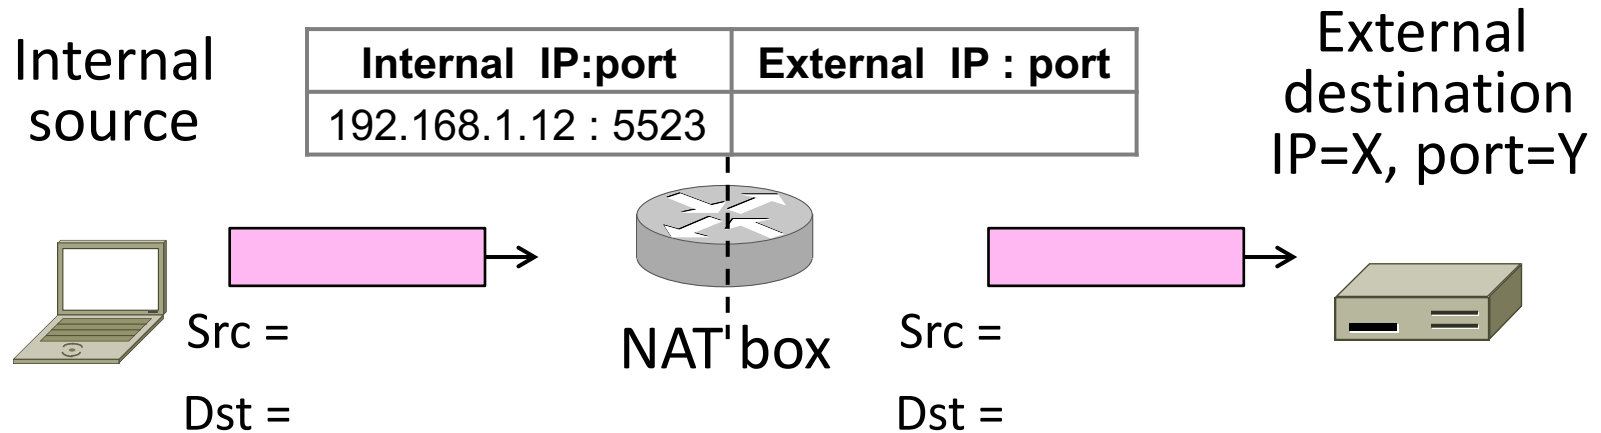 Internal
source
Internal IP:port
External IP : port
192.168.1.12 : 5523
External
destination
IP=X, port=Y
Src =
Dst =
NAT box
Src =
Dst =